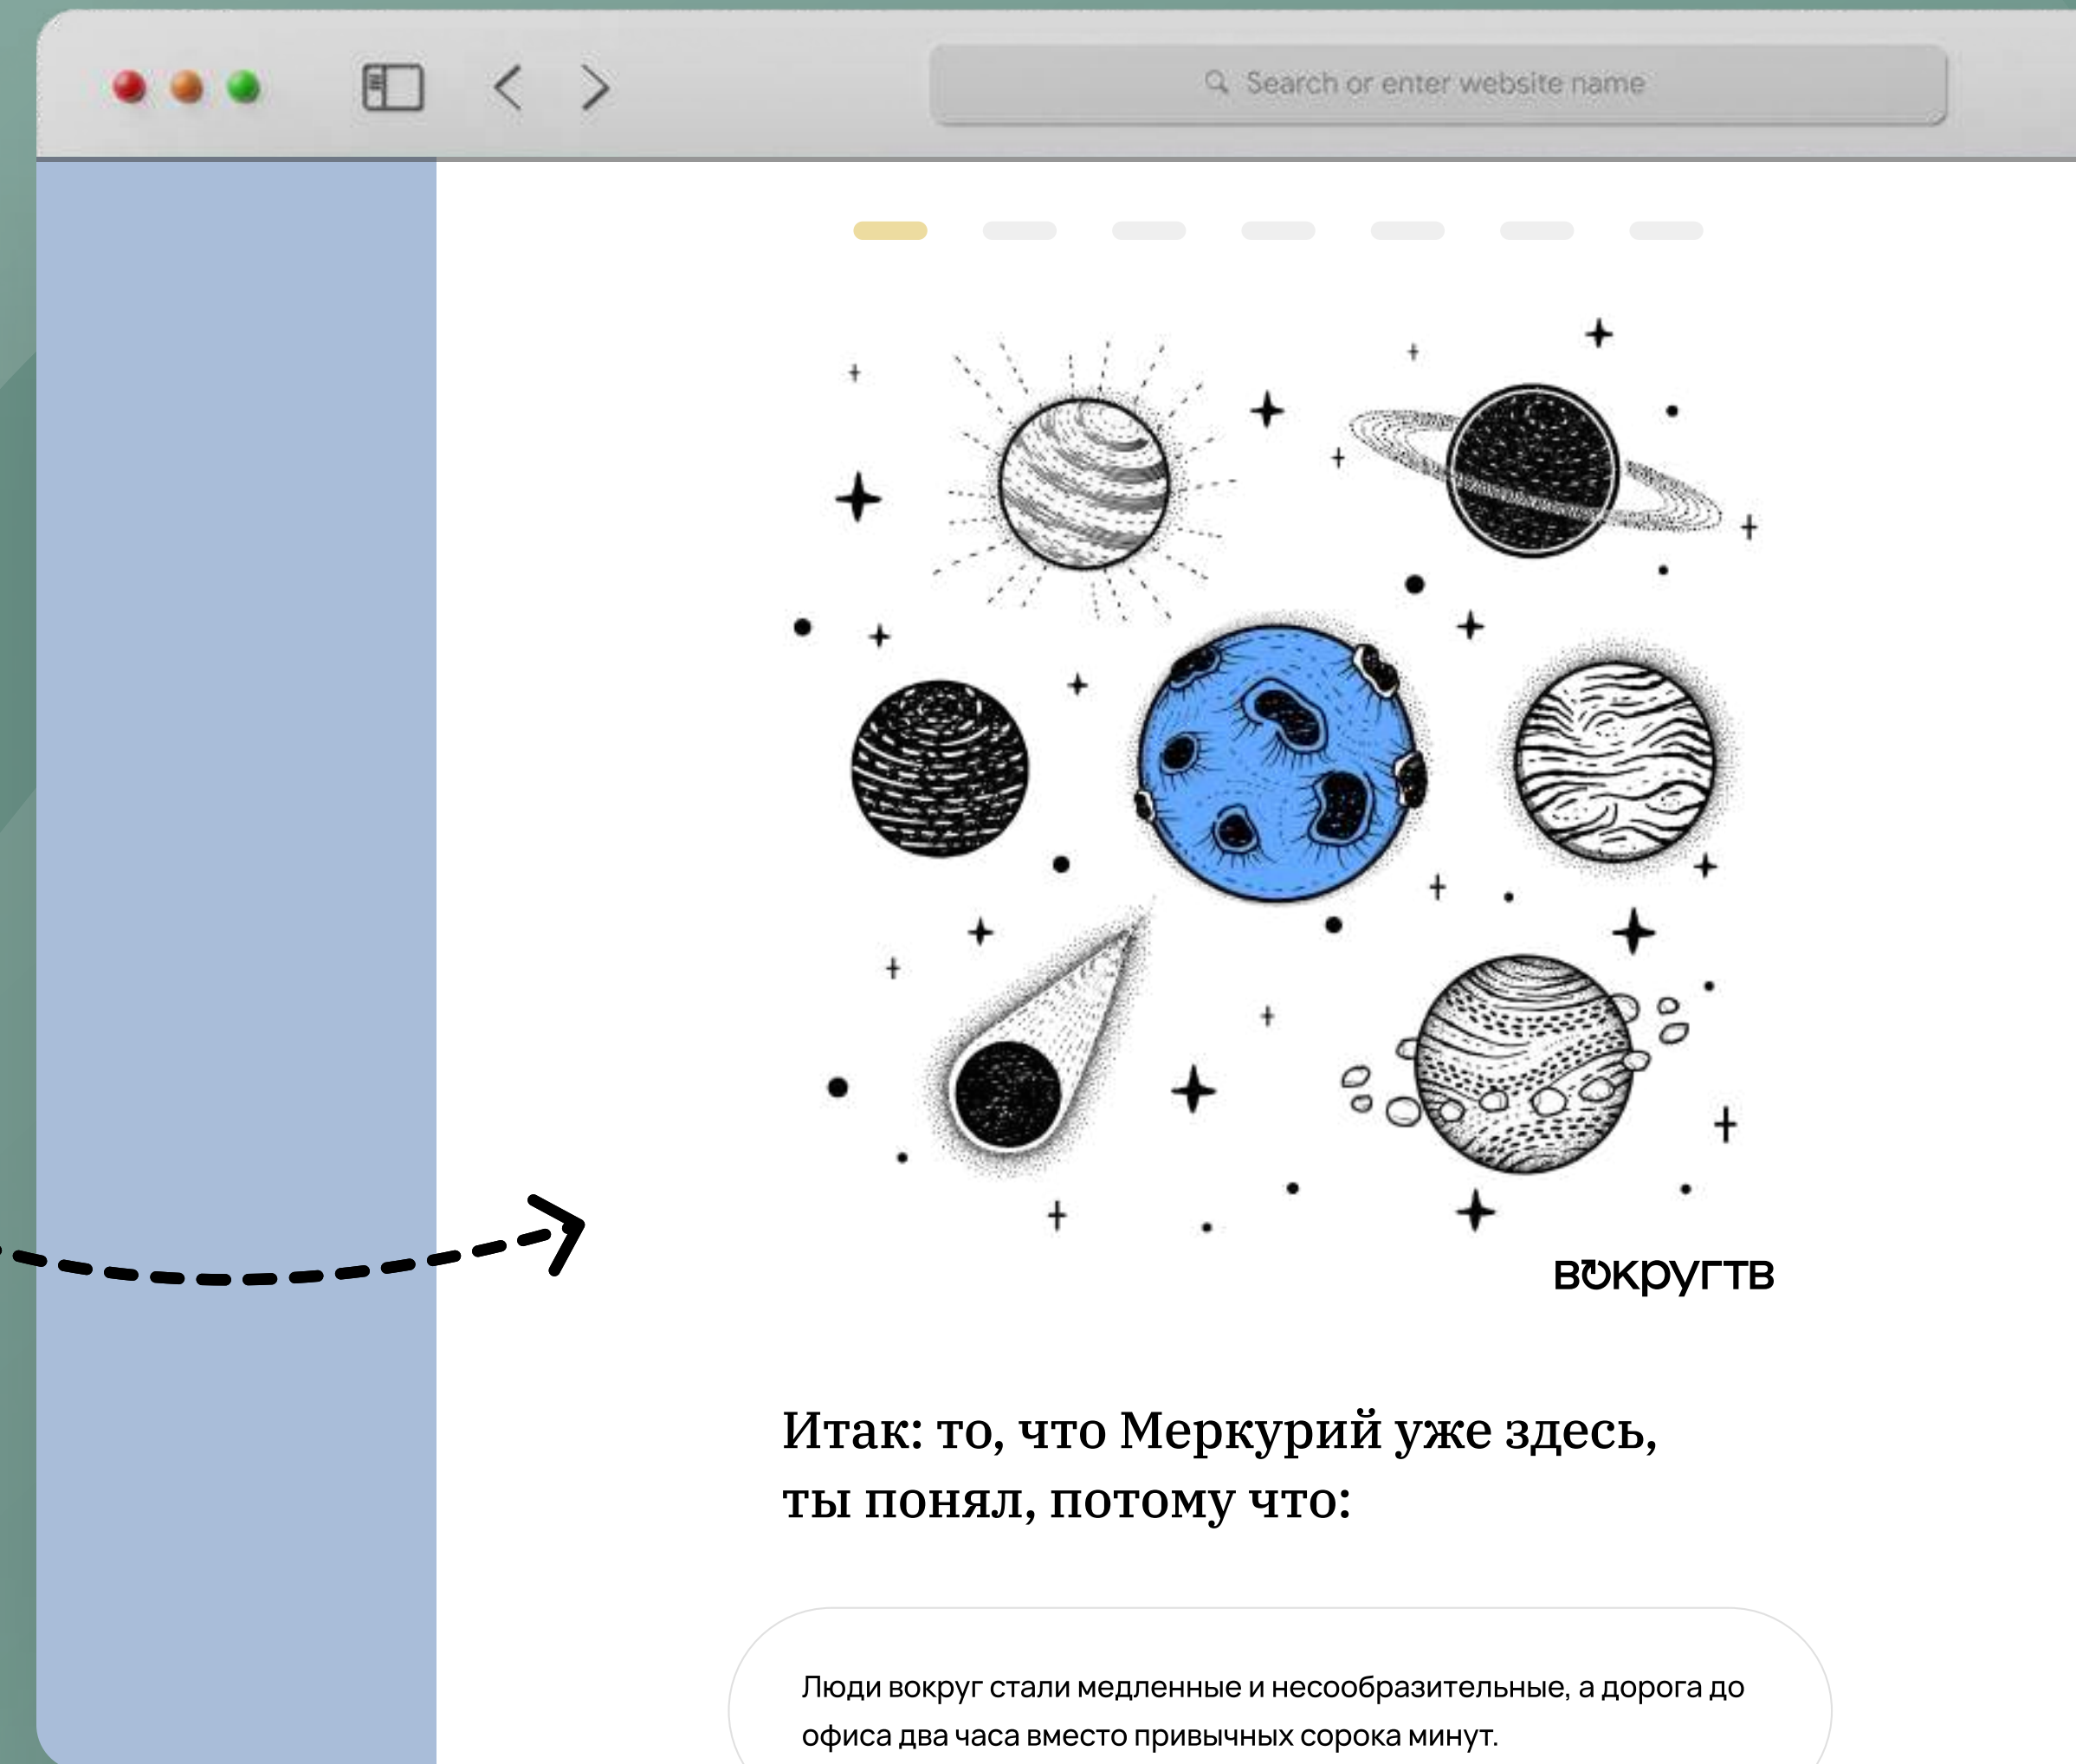 Search or enter website name
вокругтв
Итак: то, что Меркурий уже здесь,
ты понял, потому что:
Люди вокруг стали медленные и несообразительные, а дорога до
офиса два часа вместо привычных сорока минут.